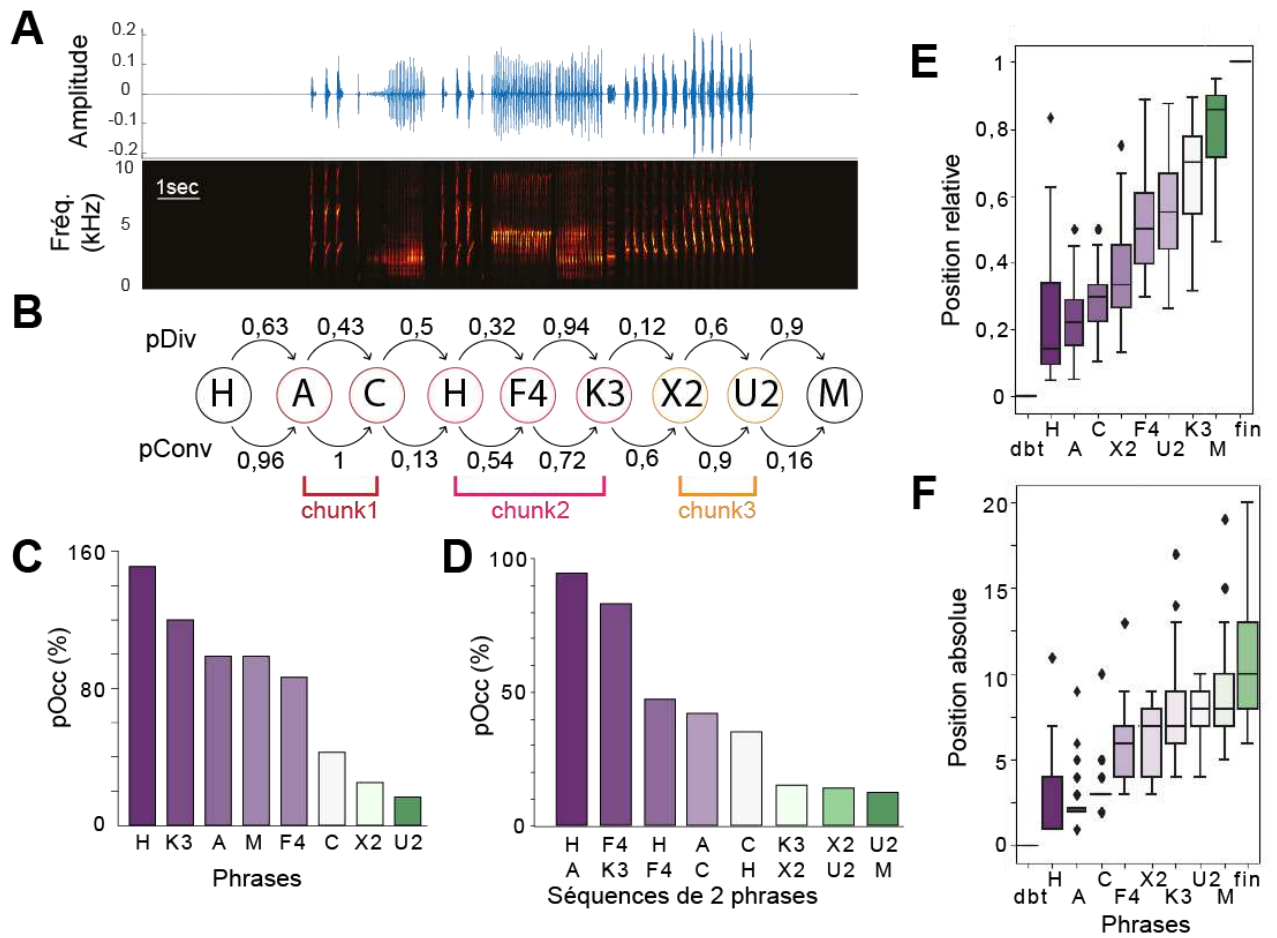 A
Amplitude
0.2
0.1
0
-0.1
-0.2
Fréq.
(kHz)
10
5
0
1sec
B
pDiv
0,63 0,43 0,5 0,32 0,94 0,12 0,6 0,9
H A C H F4 K3 X2 U2 M
pConv
0,96 1 0,13 0,54 0,72 0,6 0,9 0,16
chunk1 chunk2 chunk3
C
pOcc (%)
160
80
0
H K3 A M F4 C X2 U2
Phrases
D
pOcc (%)
100
50
0
H F4 H A C K3 X2 U2
A K3 F4 C H X2 U2 M
Séquences de 2 phrases
E
Position relative
1
0,8
0,6
0,4
0,2
0
H C F4 K3 fin
dbt A X2 U2 M
F
Position absolue
20
15
10
5
0
H C X2 U2 fin
dbt A F4 K3 M
Phrases